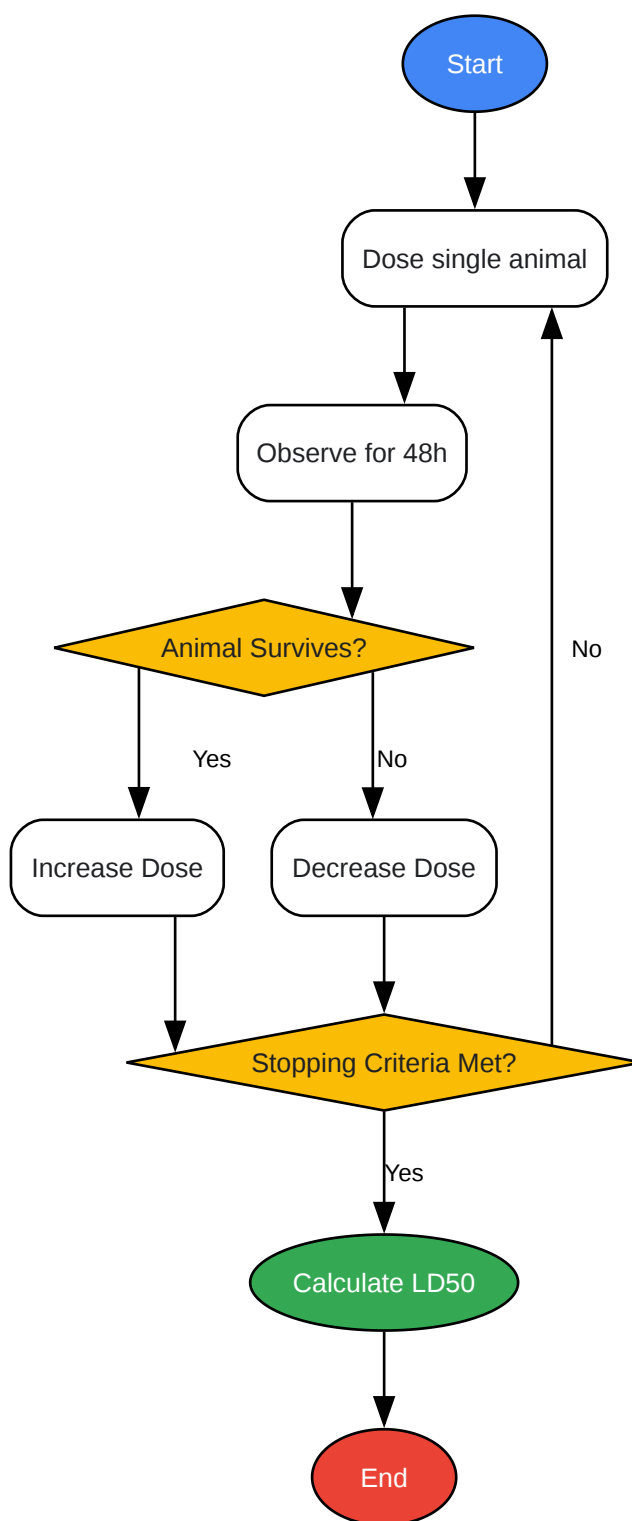 Start
Dose single animal
Observe for 48h
Animal Survives?
No
Yes
No
Increase Dose
Decrease Dose
Stopping Criteria Met?
Yes
Calculate LD50
End